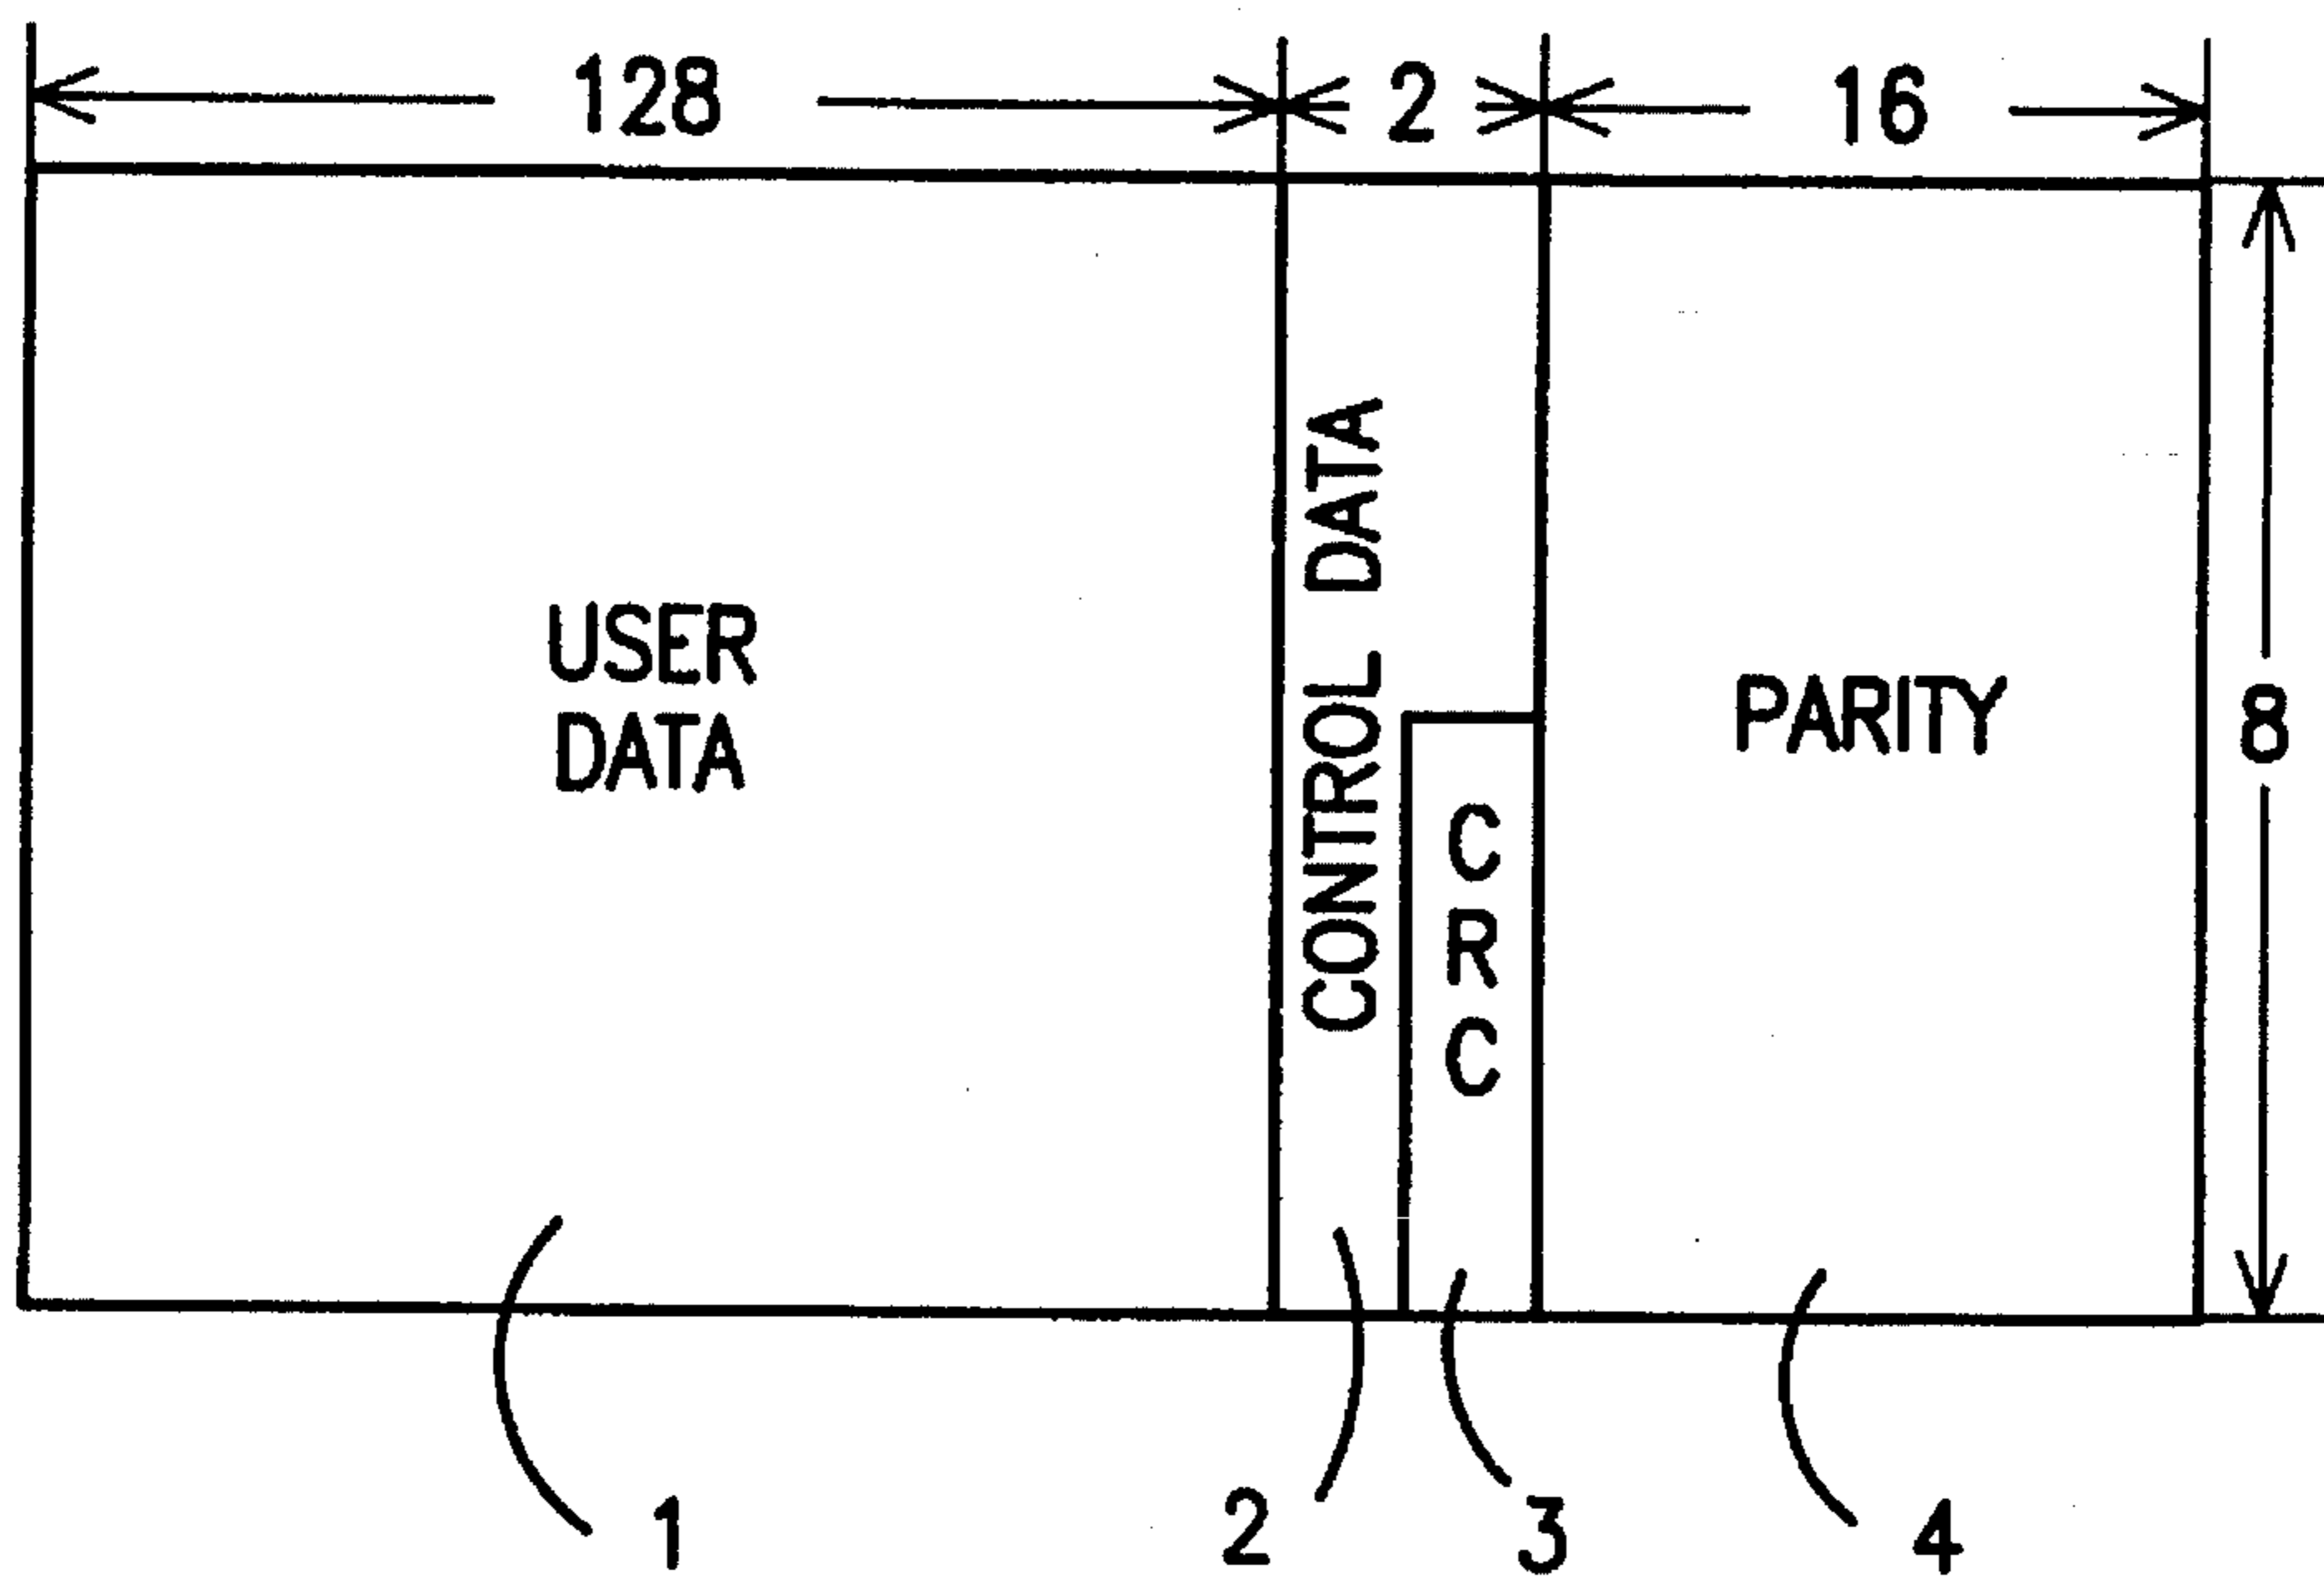 128 2 16
USER
DATA
CONTROL DATA
C
R
C
PARITY
8
1 2 3 4